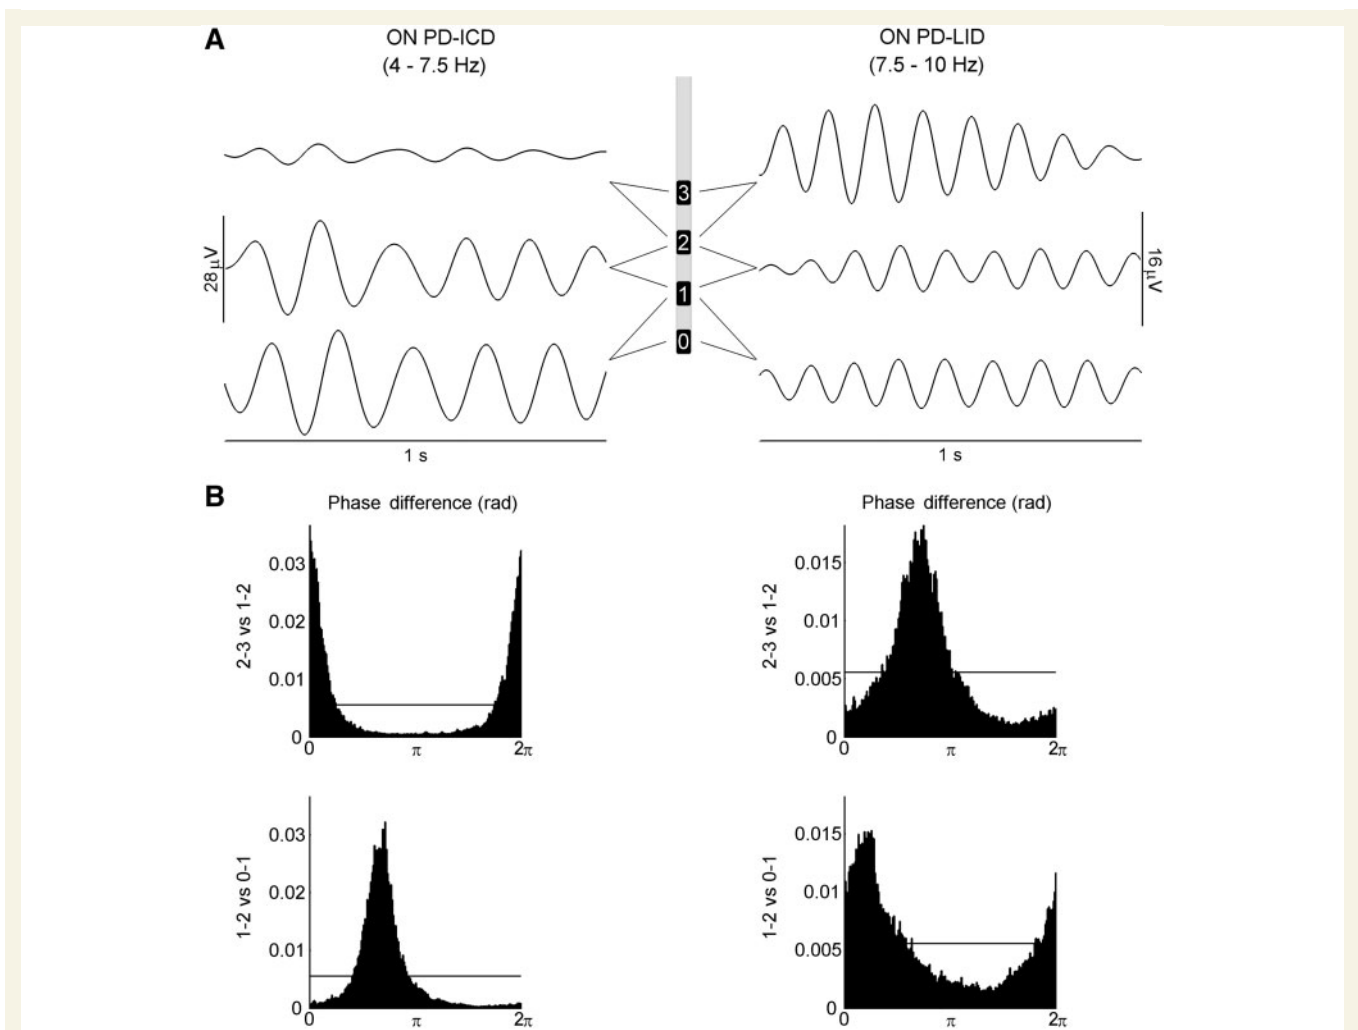 A
ON PD-ICD
(4 - 7.5 Hz)
ON PD-LID
(7.5 - 10 Hz)
3
2
1
0
28 μV
16 μV
1 s
1 s
B
Phase difference (rad)
2-3 vs 1-2
0.03
0.02
0.01
0
0
π
2π
Phase difference (rad)
2-3 vs 1-2
0.015
0.01
0.005
0
0
π
2π
1-2 vs 0-1
0.03
0.02
0.01
0
0
π
2π
1-2 vs 0-1
0.015
0.01
0.005
0
0
π
2π